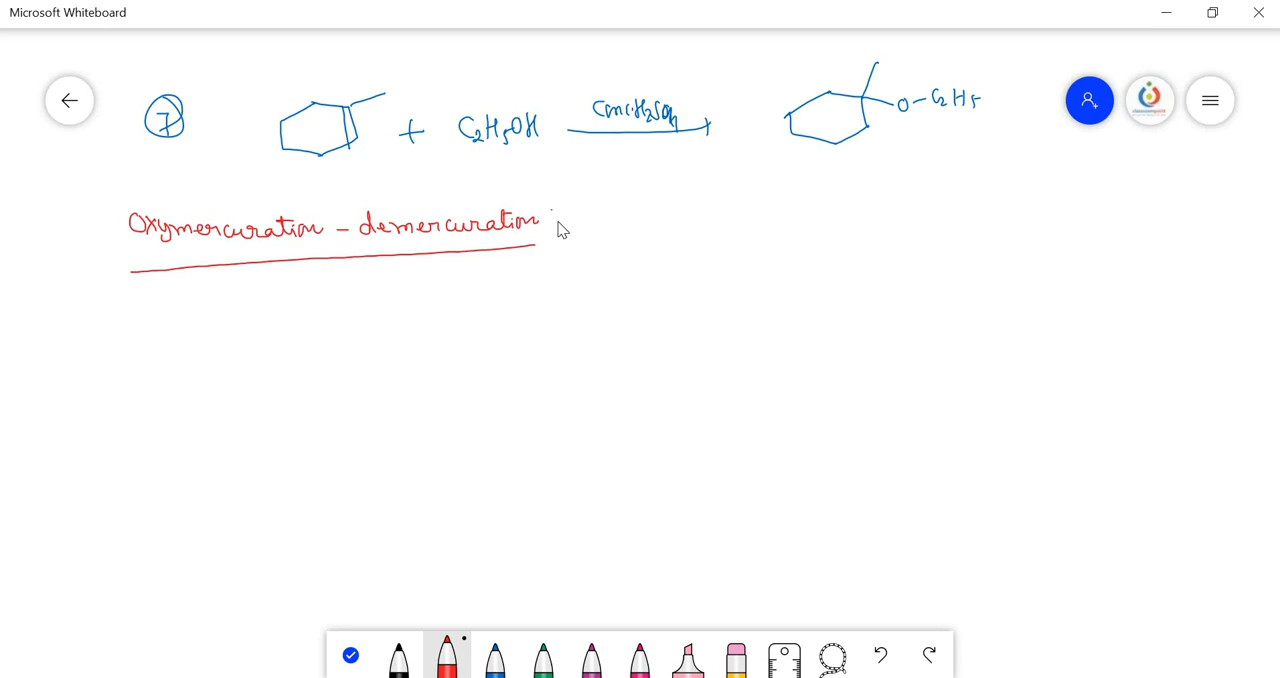 Microsoft Whiteboard
7 + C2H5OH conc. H2SO4 O-C2H5
Oxymercuration - demercuration